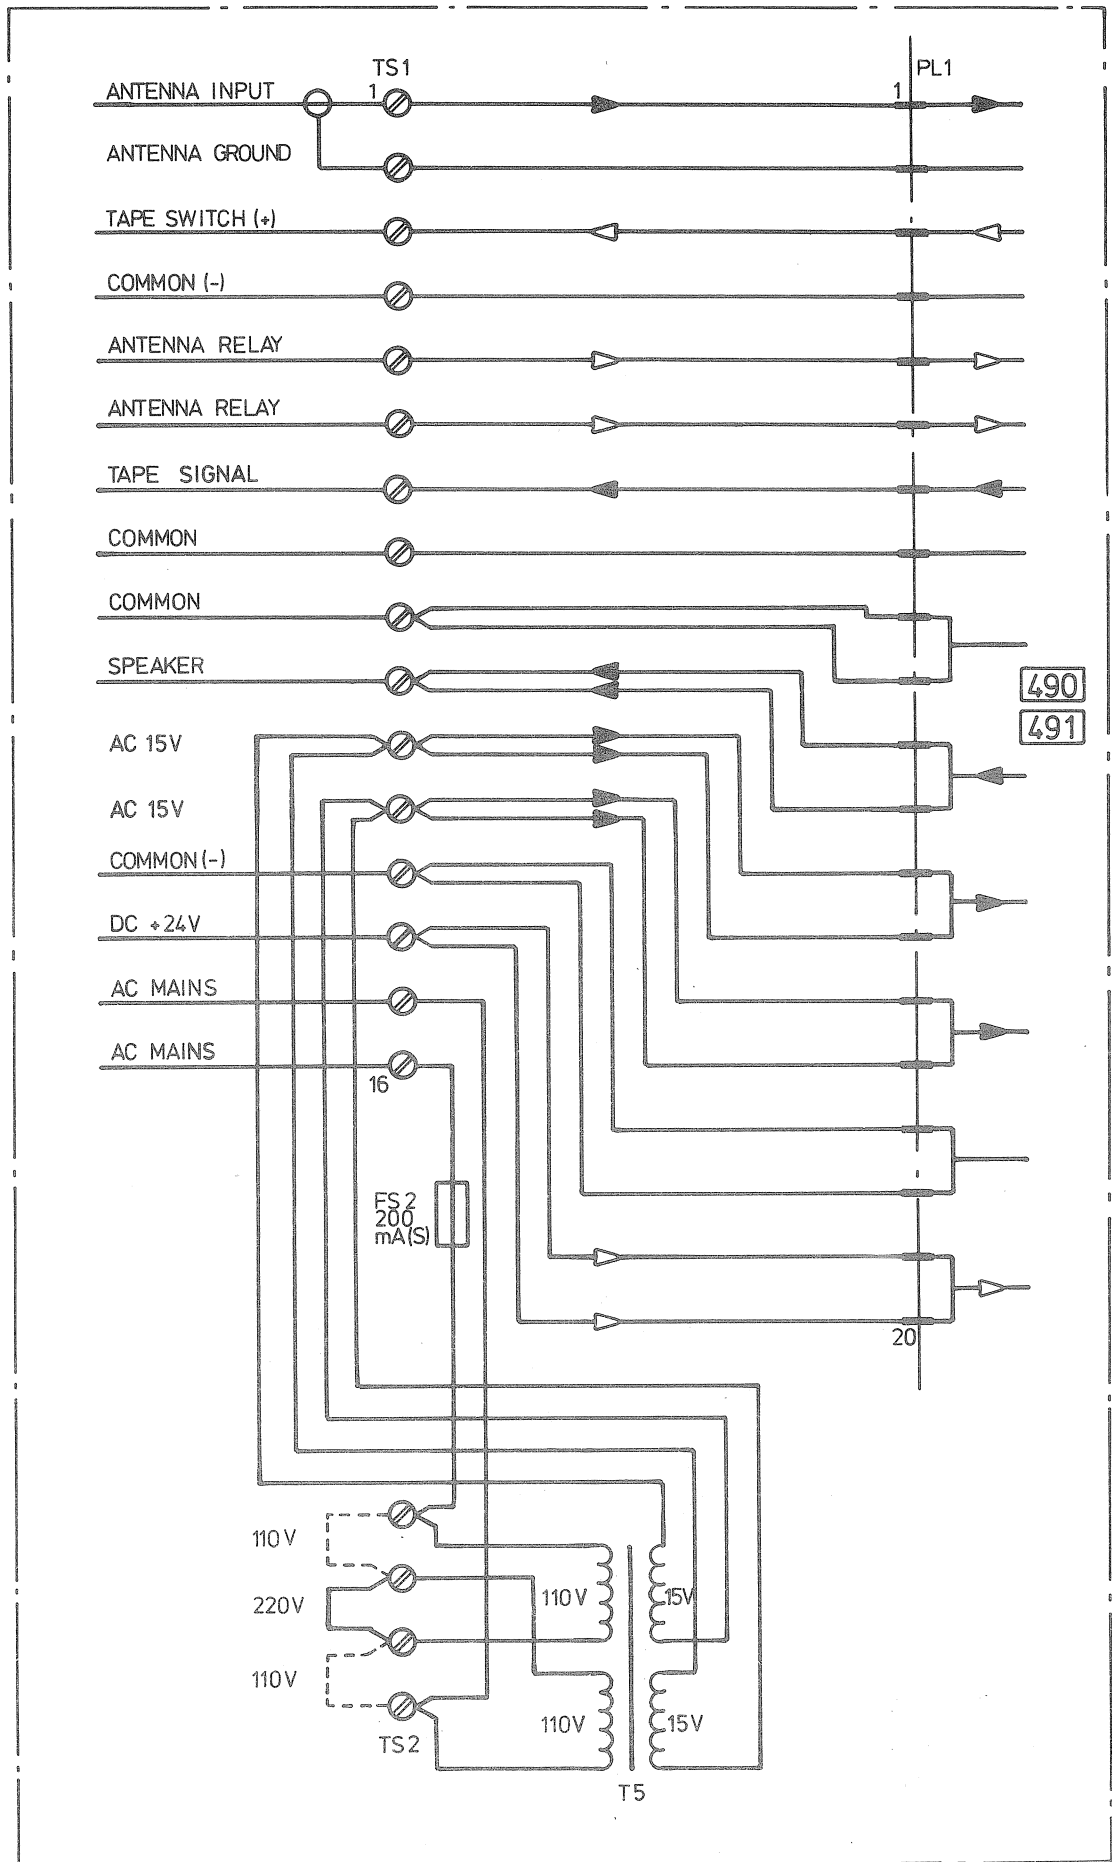 TS1
PL1
ANTENNA INPUT
1
1
ANTENNA GROUND
TAPE SWITCH (+)
COMMON (-)
ANTENNA RELAY
ANTENNA RELAY
TAPE SIGNAL
COMMON
COMMON
SPEAKER
490
491
AC 15V
AC 15V
COMMON (-)
DC +24V
AC MAINS
AC MAINS
16
FS2
200
mA(S)
20
110V
220V
110V
TS2
110V
15V
110V
15V
T5